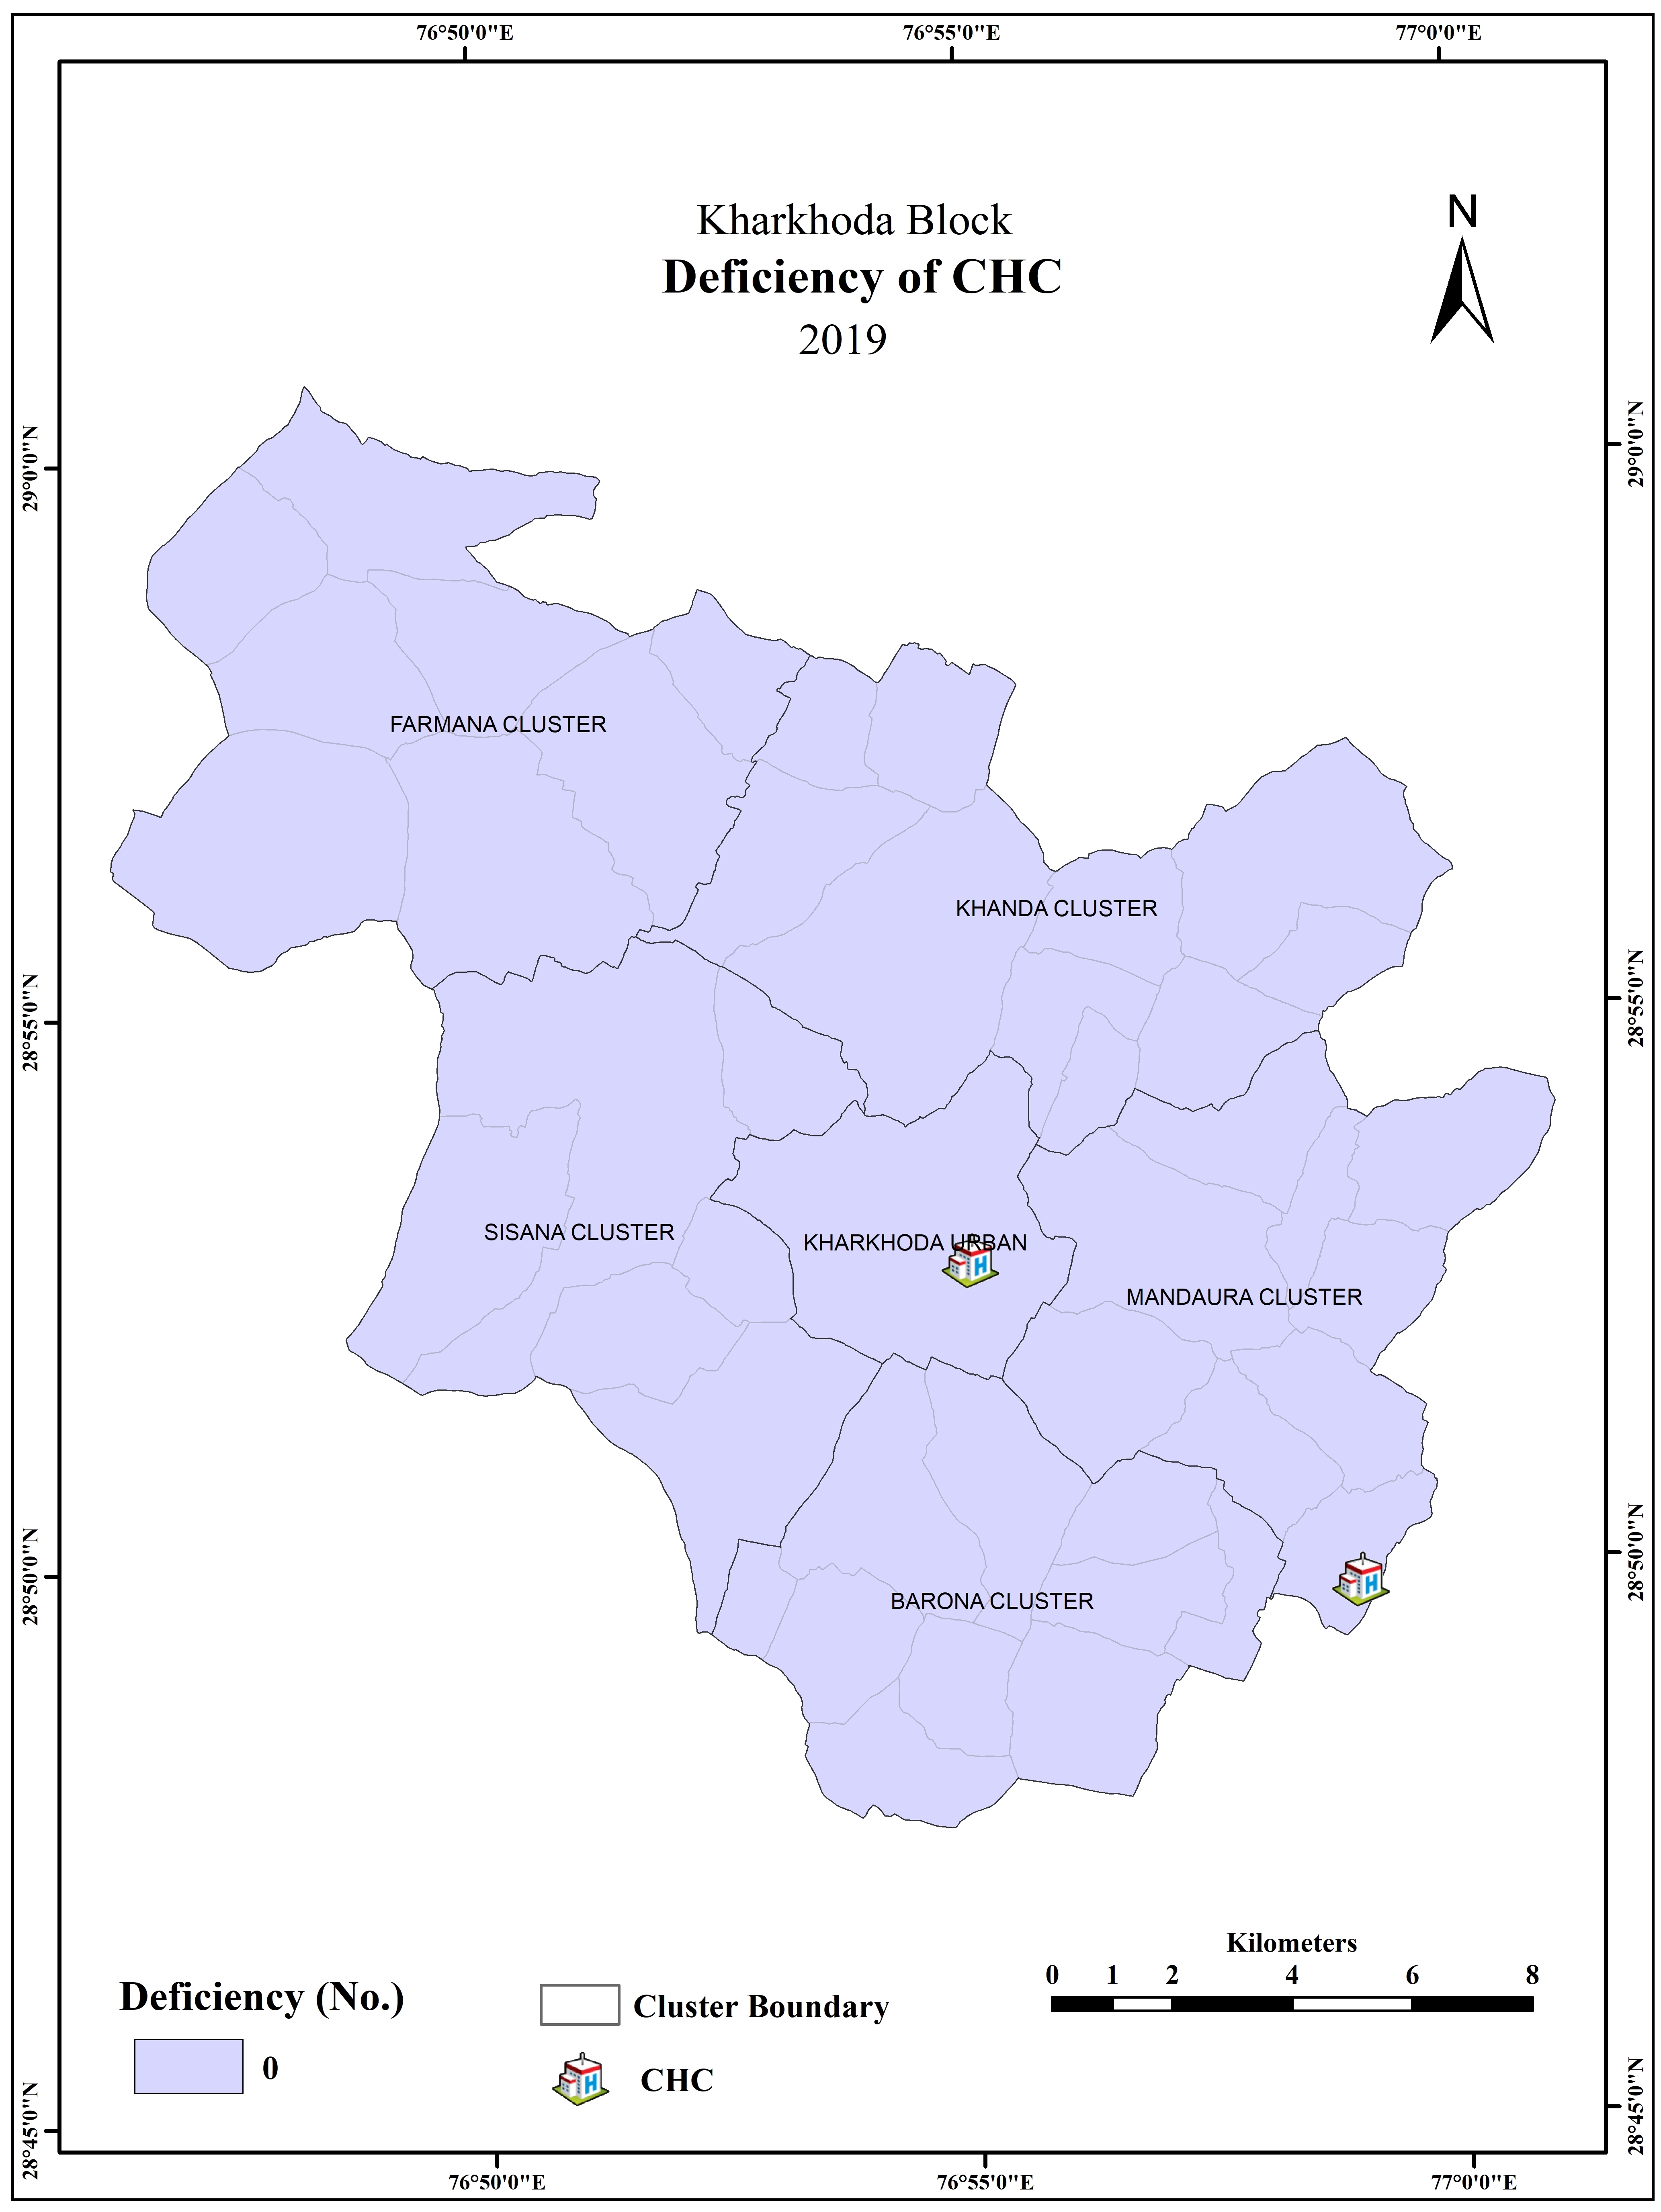 76°50'0"E 76°55'0"E 77°0'0"E
Kharkhoda Block
Deficiency of CHC
2019
N
29°0'0"N 29°0'0"N
FARMANA CLUSTER
KHANDA CLUSTER
28°55'0"N 28°55'0"N
SISANA CLUSTER
KHARKHODA URBAN
MANDAURA CLUSTER
28°50'0"N 28°50'0"N
BARONA CLUSTER
Kilometers
0 1 2 4 6 8
Deficiency (No.)
0
Cluster Boundary
CHC
28°45'0"N 28°45'0"N
76°50'0"E 76°55'0"E 77°0'0"E